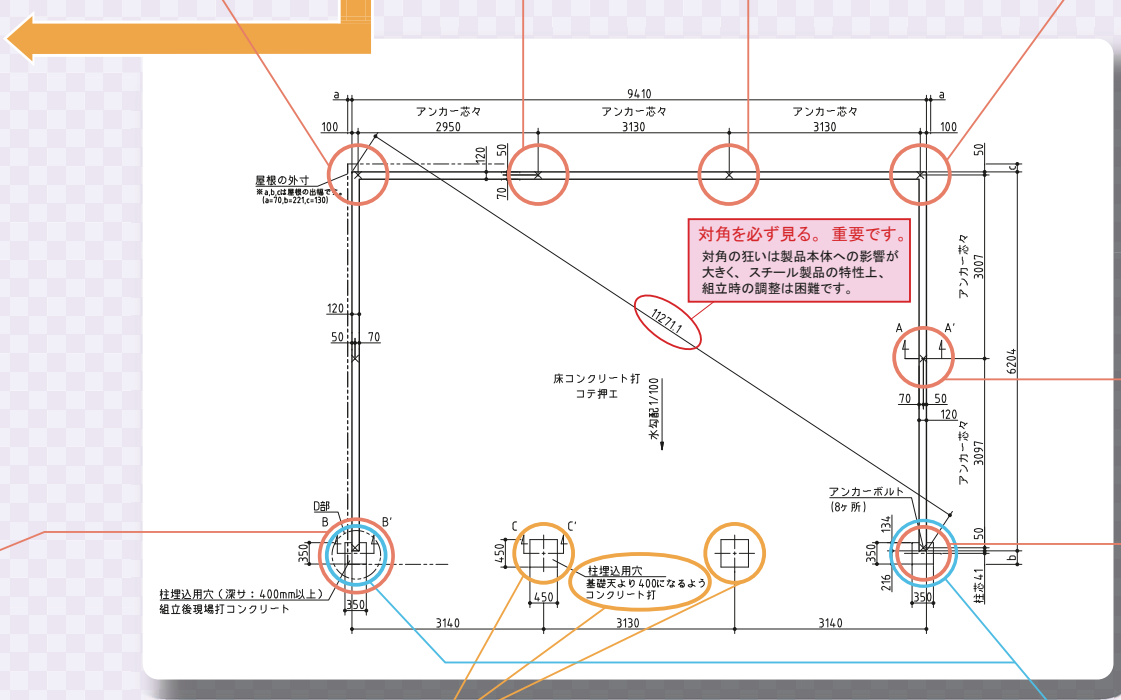 a
9410
a
アンカー芯々
アンカー芯々
アンカー芯々
100
2950
3130
3130
100
120
50
70
50
c
屋根の外寸
※a,b,cは屋根の出幅で
(a=70,b=221,c=130)
対角を必ず見る。重要です。
対角の狂いは製品本体への影響が
大きく、スチール製品の特性上、
組立時の調整は困難です。
アンカー芯々
3007
120
50
70
11271.1
A
A'
6204
床コンクリート打
コテ押エ
水勾配1/100
70
50
120
アンカー芯々
3097
アンカーボルト
(8ヶ所)
D部
B
B'
C
C'
350
450
350
134
216
50
b
柱芯41
柱埋込用穴
基礎天より400になるよう
コンクリート打
柱埋込用穴(深サ:400mm以上)
組立後現場打コンクリート
350
450
350
3140
3130
3140